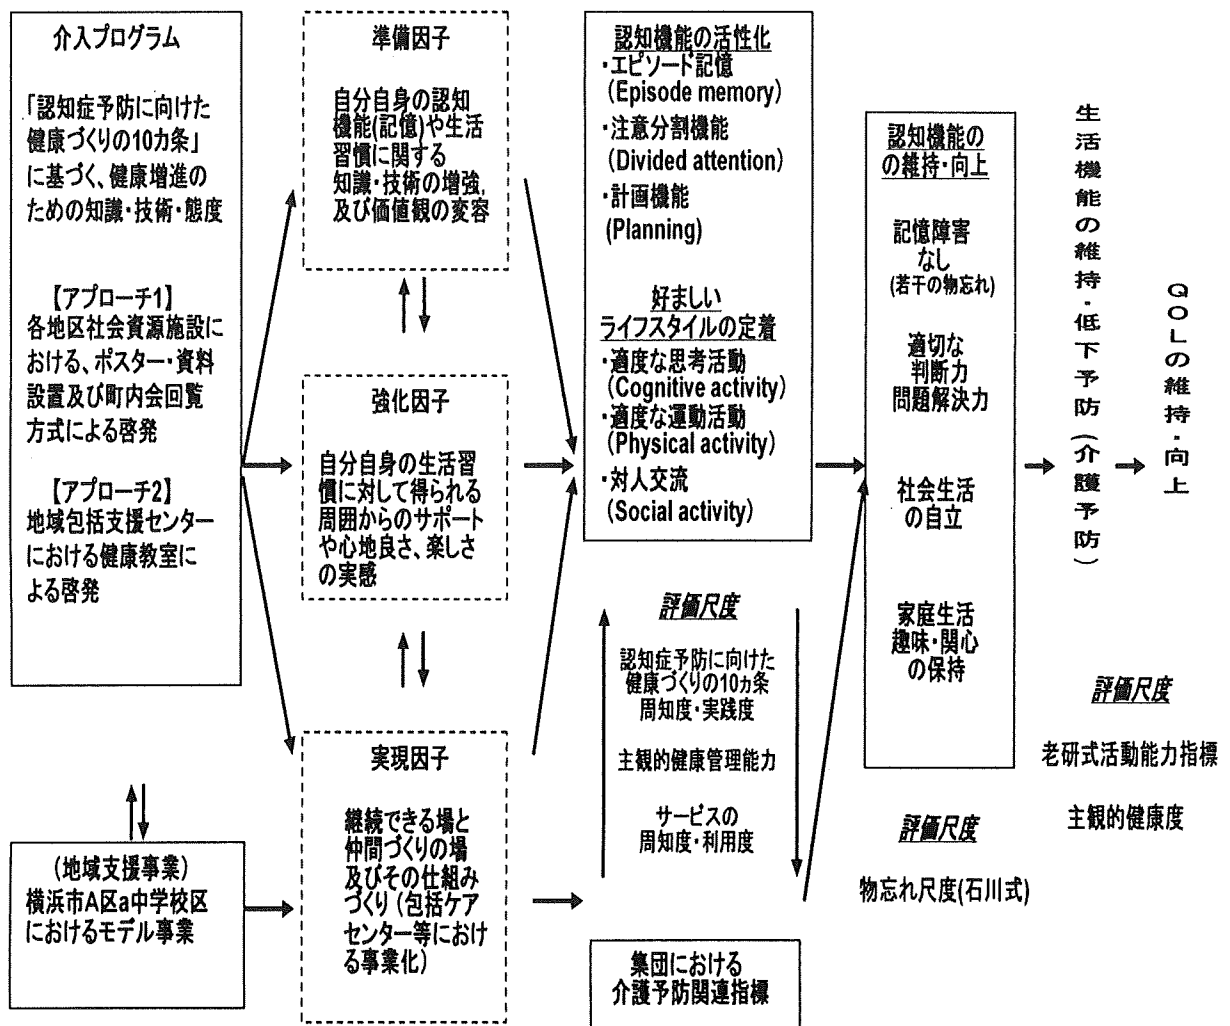 介入プログラム
「認知症予防に向けた
健康づくりの10カ条」
に基づく、健康増進の
ための知識・技術・態度
【アプローチ1】
各地区社会資源施設に
おける、ポスター・資料
設置及び町内会回覧
方式による啓発
【アプローチ2】
地域包括支援センター
における健康教室に
よる啓発
(地域支援事業)
横浜市A区a中学校区
におけるモデル事業
準備因子
自分自身の認知
機能(記憶)や生活
習慣に関する
知識・技術の増強,
及び価値観の変容
強化因子
自分自身の生活習
慣に対して得られる
周囲からのサポート
や心地良さ、楽しさ
の実感
実現因子
継続できる場と
仲間づくりの場
及びその仕組み
づくり(包括ケア
センター等におけ
る事業化)
認知機能の活性化
・エピソード記憶
(Episode memory)
・注意分割機能
(Divided attention)
・計画機能
(Planning)
好ましい
ライフスタイルの定着
・適度な思考活動
(Cognitive activity)
・適度な運動活動
(Physical activity)
・対人交流
(Social activity)
評価尺度
認知症予防に向けた
健康づくりの10ヵ条
周知度・実践度
主観的健康管理能力
サービスの
周知度・利用度
集団における
介護予防関連指標
認知機能の
の維持・向上
記憶障害
なし
(若干の物忘れ)
適切な
判断力
問題解決力
社会生活
の自立
家庭生活
趣味・関心
の保持
評価尺度
物忘れ尺度(石川式)
生活機能の維持・低下予防(介護予防)
QOLの維持・向上
評価尺度
老研式活動能力指標
主観的健康度